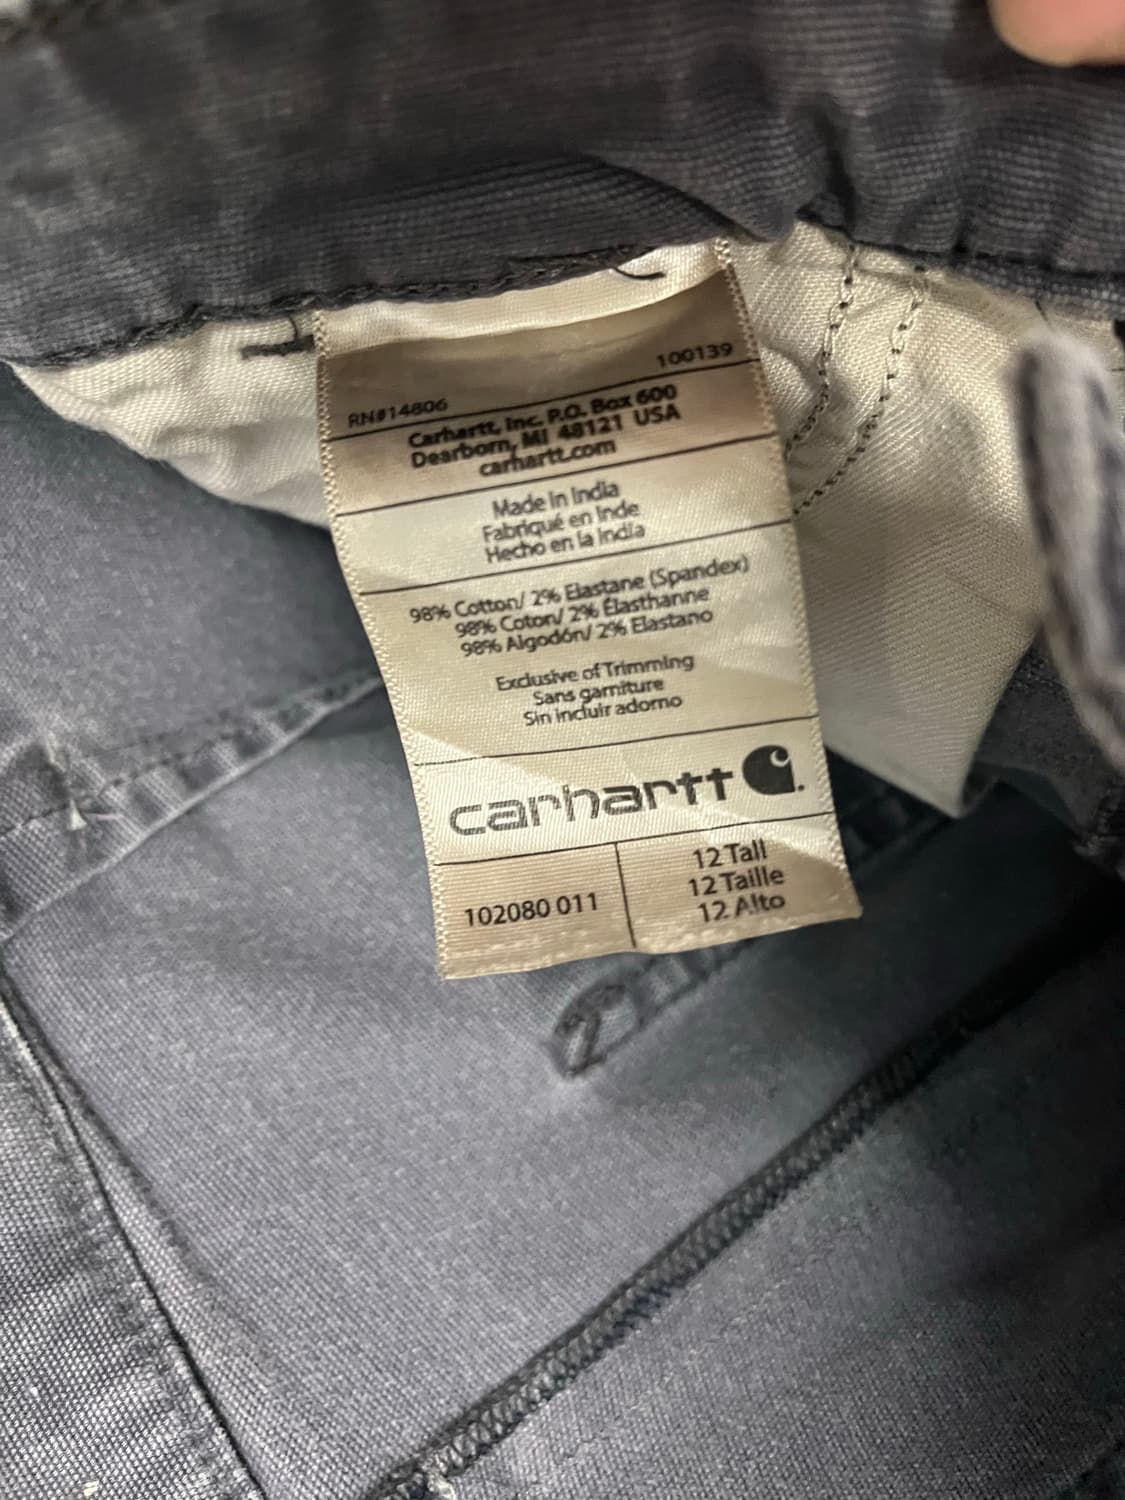 100139
RN#14806
Carhartt, Inc. P.O. Box 600
Dearborn, MI 48121 USA
carhartt.com
Made in India
Fabriqué en Inde
Hecho en la India
98% Cotton/ 2% Elastane (Spandex)
98% Coton/ 2% Élasthanne
98% Algodón/ 2% Elastano
Exclusive of Trimming
Sans garniture
Sin incluir adorno
carhartt
102080 011
12 Tall
12 Taille
12 Alto